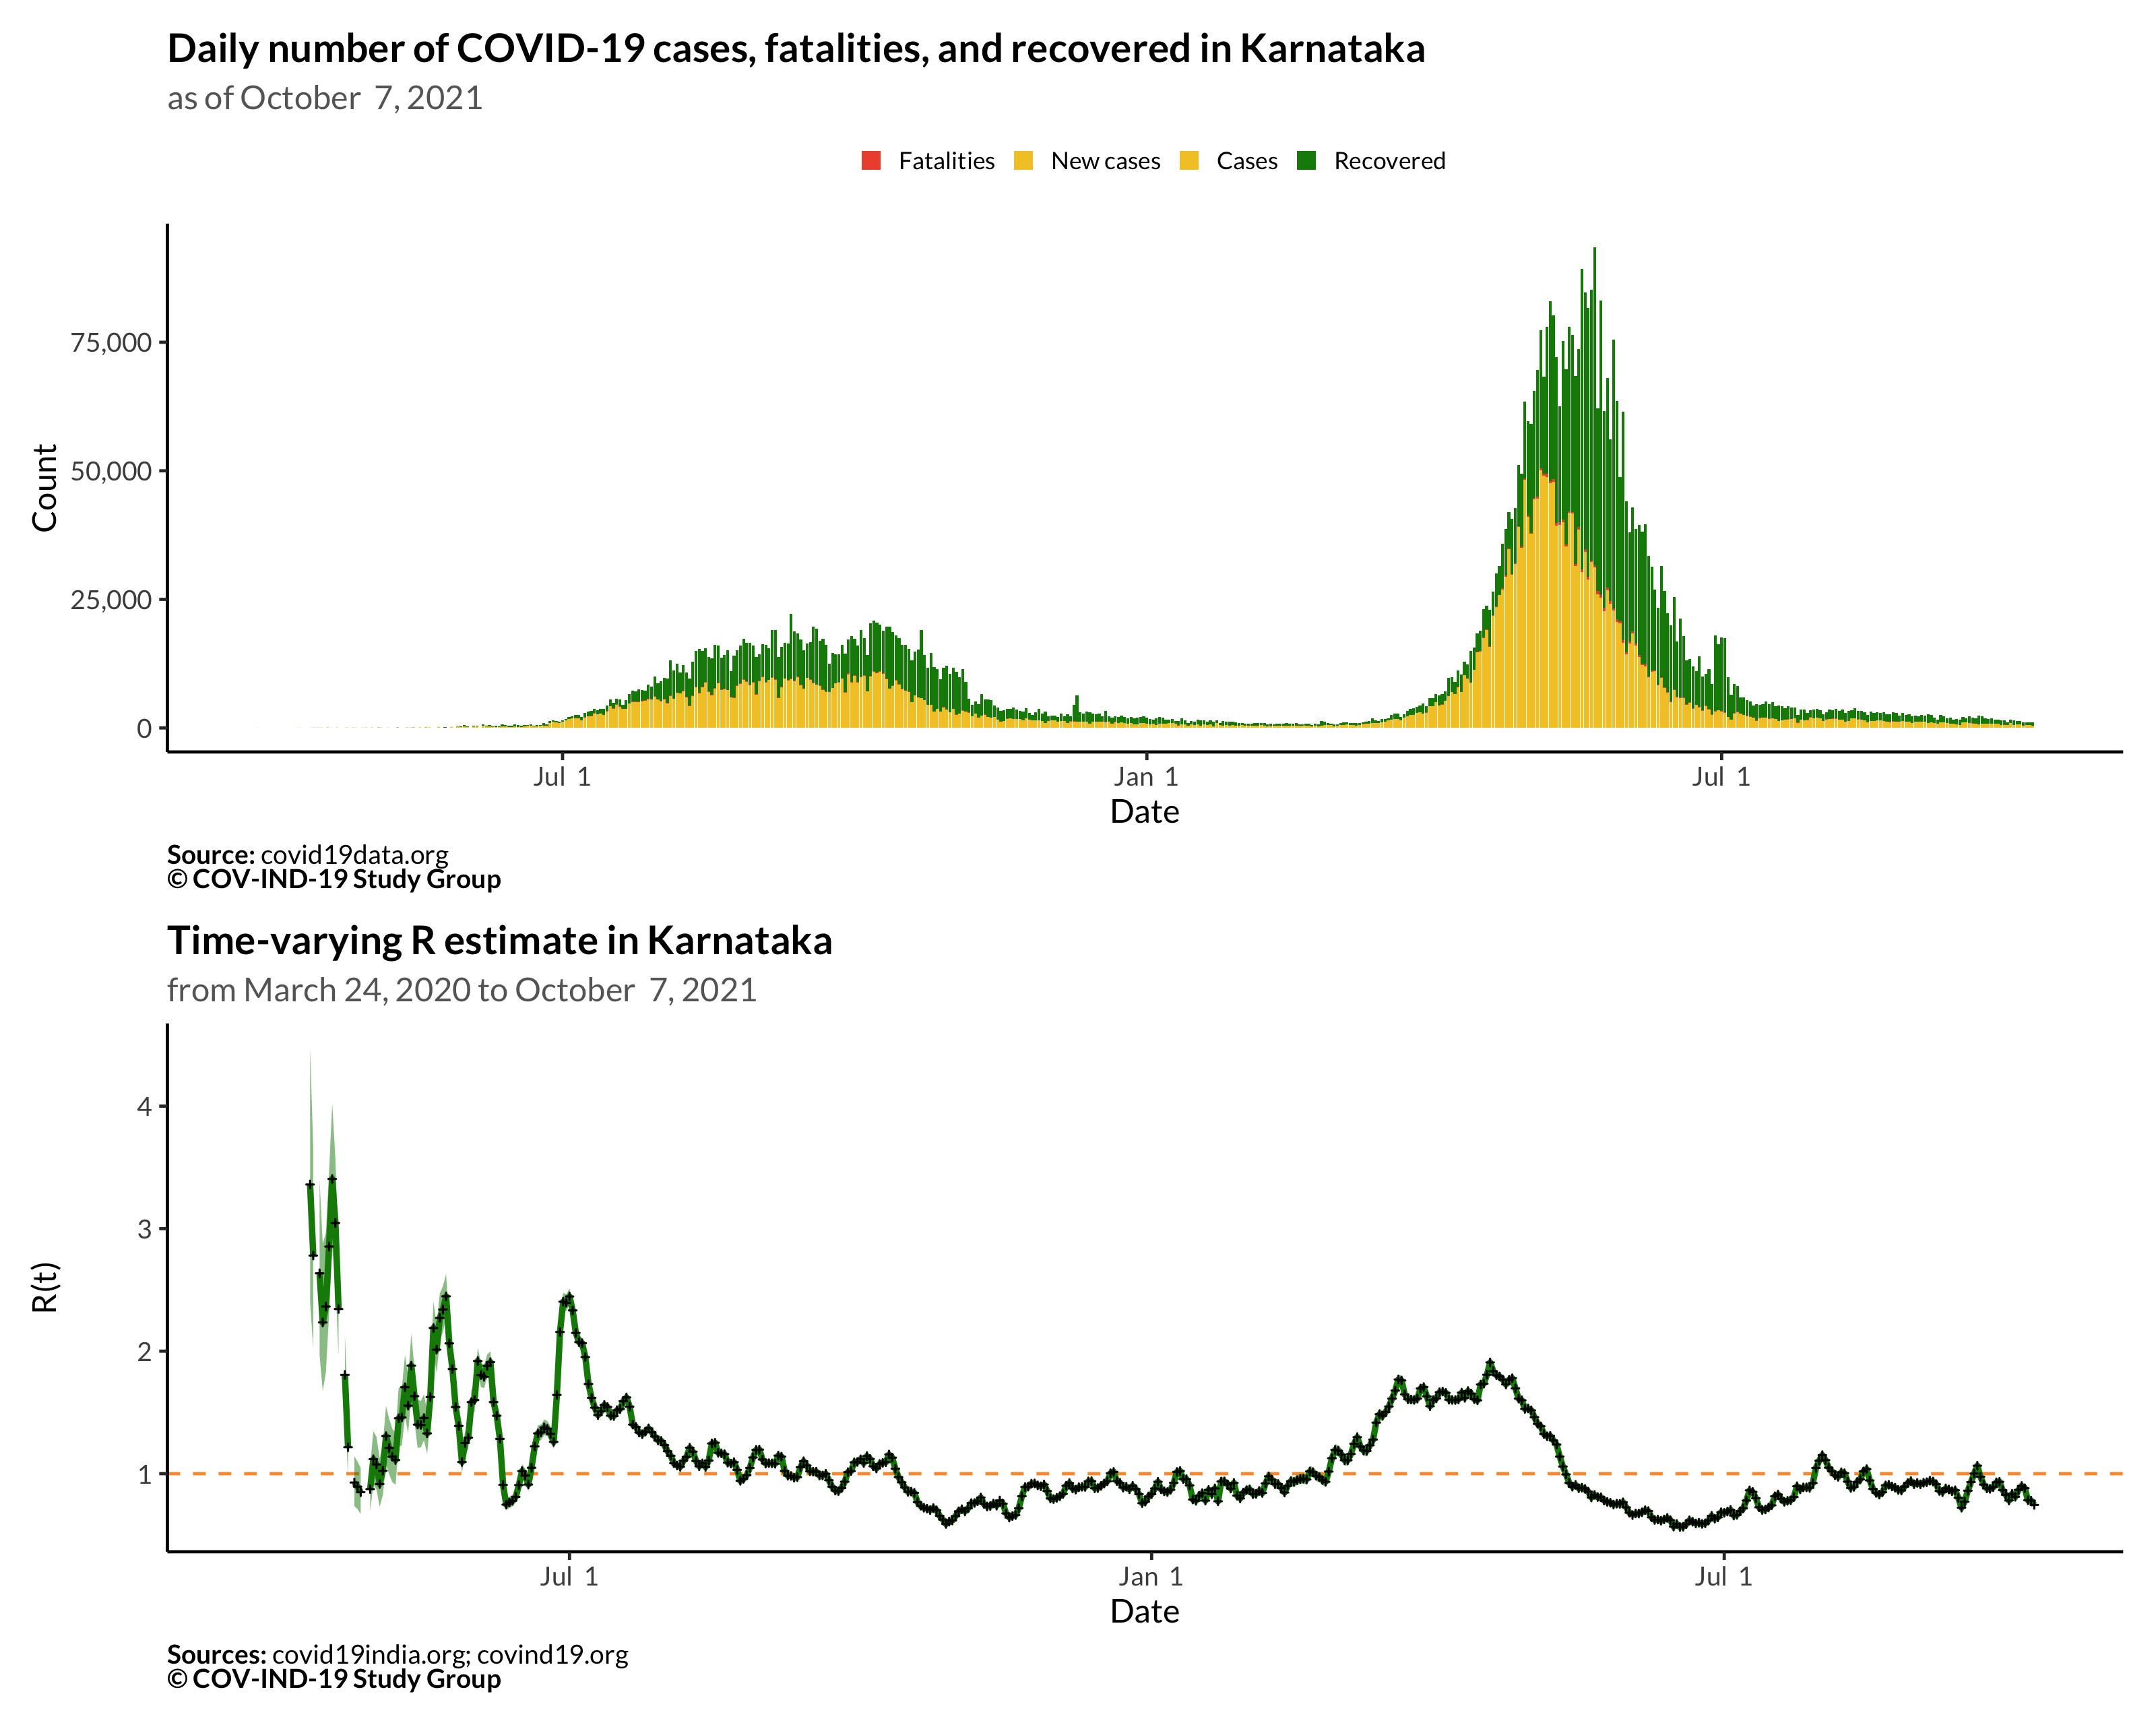 Daily number of COVID-19 cases, fatalities, and recovered in Karnataka
as of October 7, 2021
Fatalities New cases Cases Recovered
75,000
50,000
25,000
0
Count
Jul 1 Jan 1 Jul 1
Date
Source: covid19data.org
© COV-IND-19 Study Group
Time-varying R estimate in Karnataka
from March 24, 2020 to October 7, 2021
4
3
2
1
R(t)
Jul 1 Jan 1 Jul 1
Date
Sources: covid19india.org; covind19.org
© COV-IND-19 Study Group